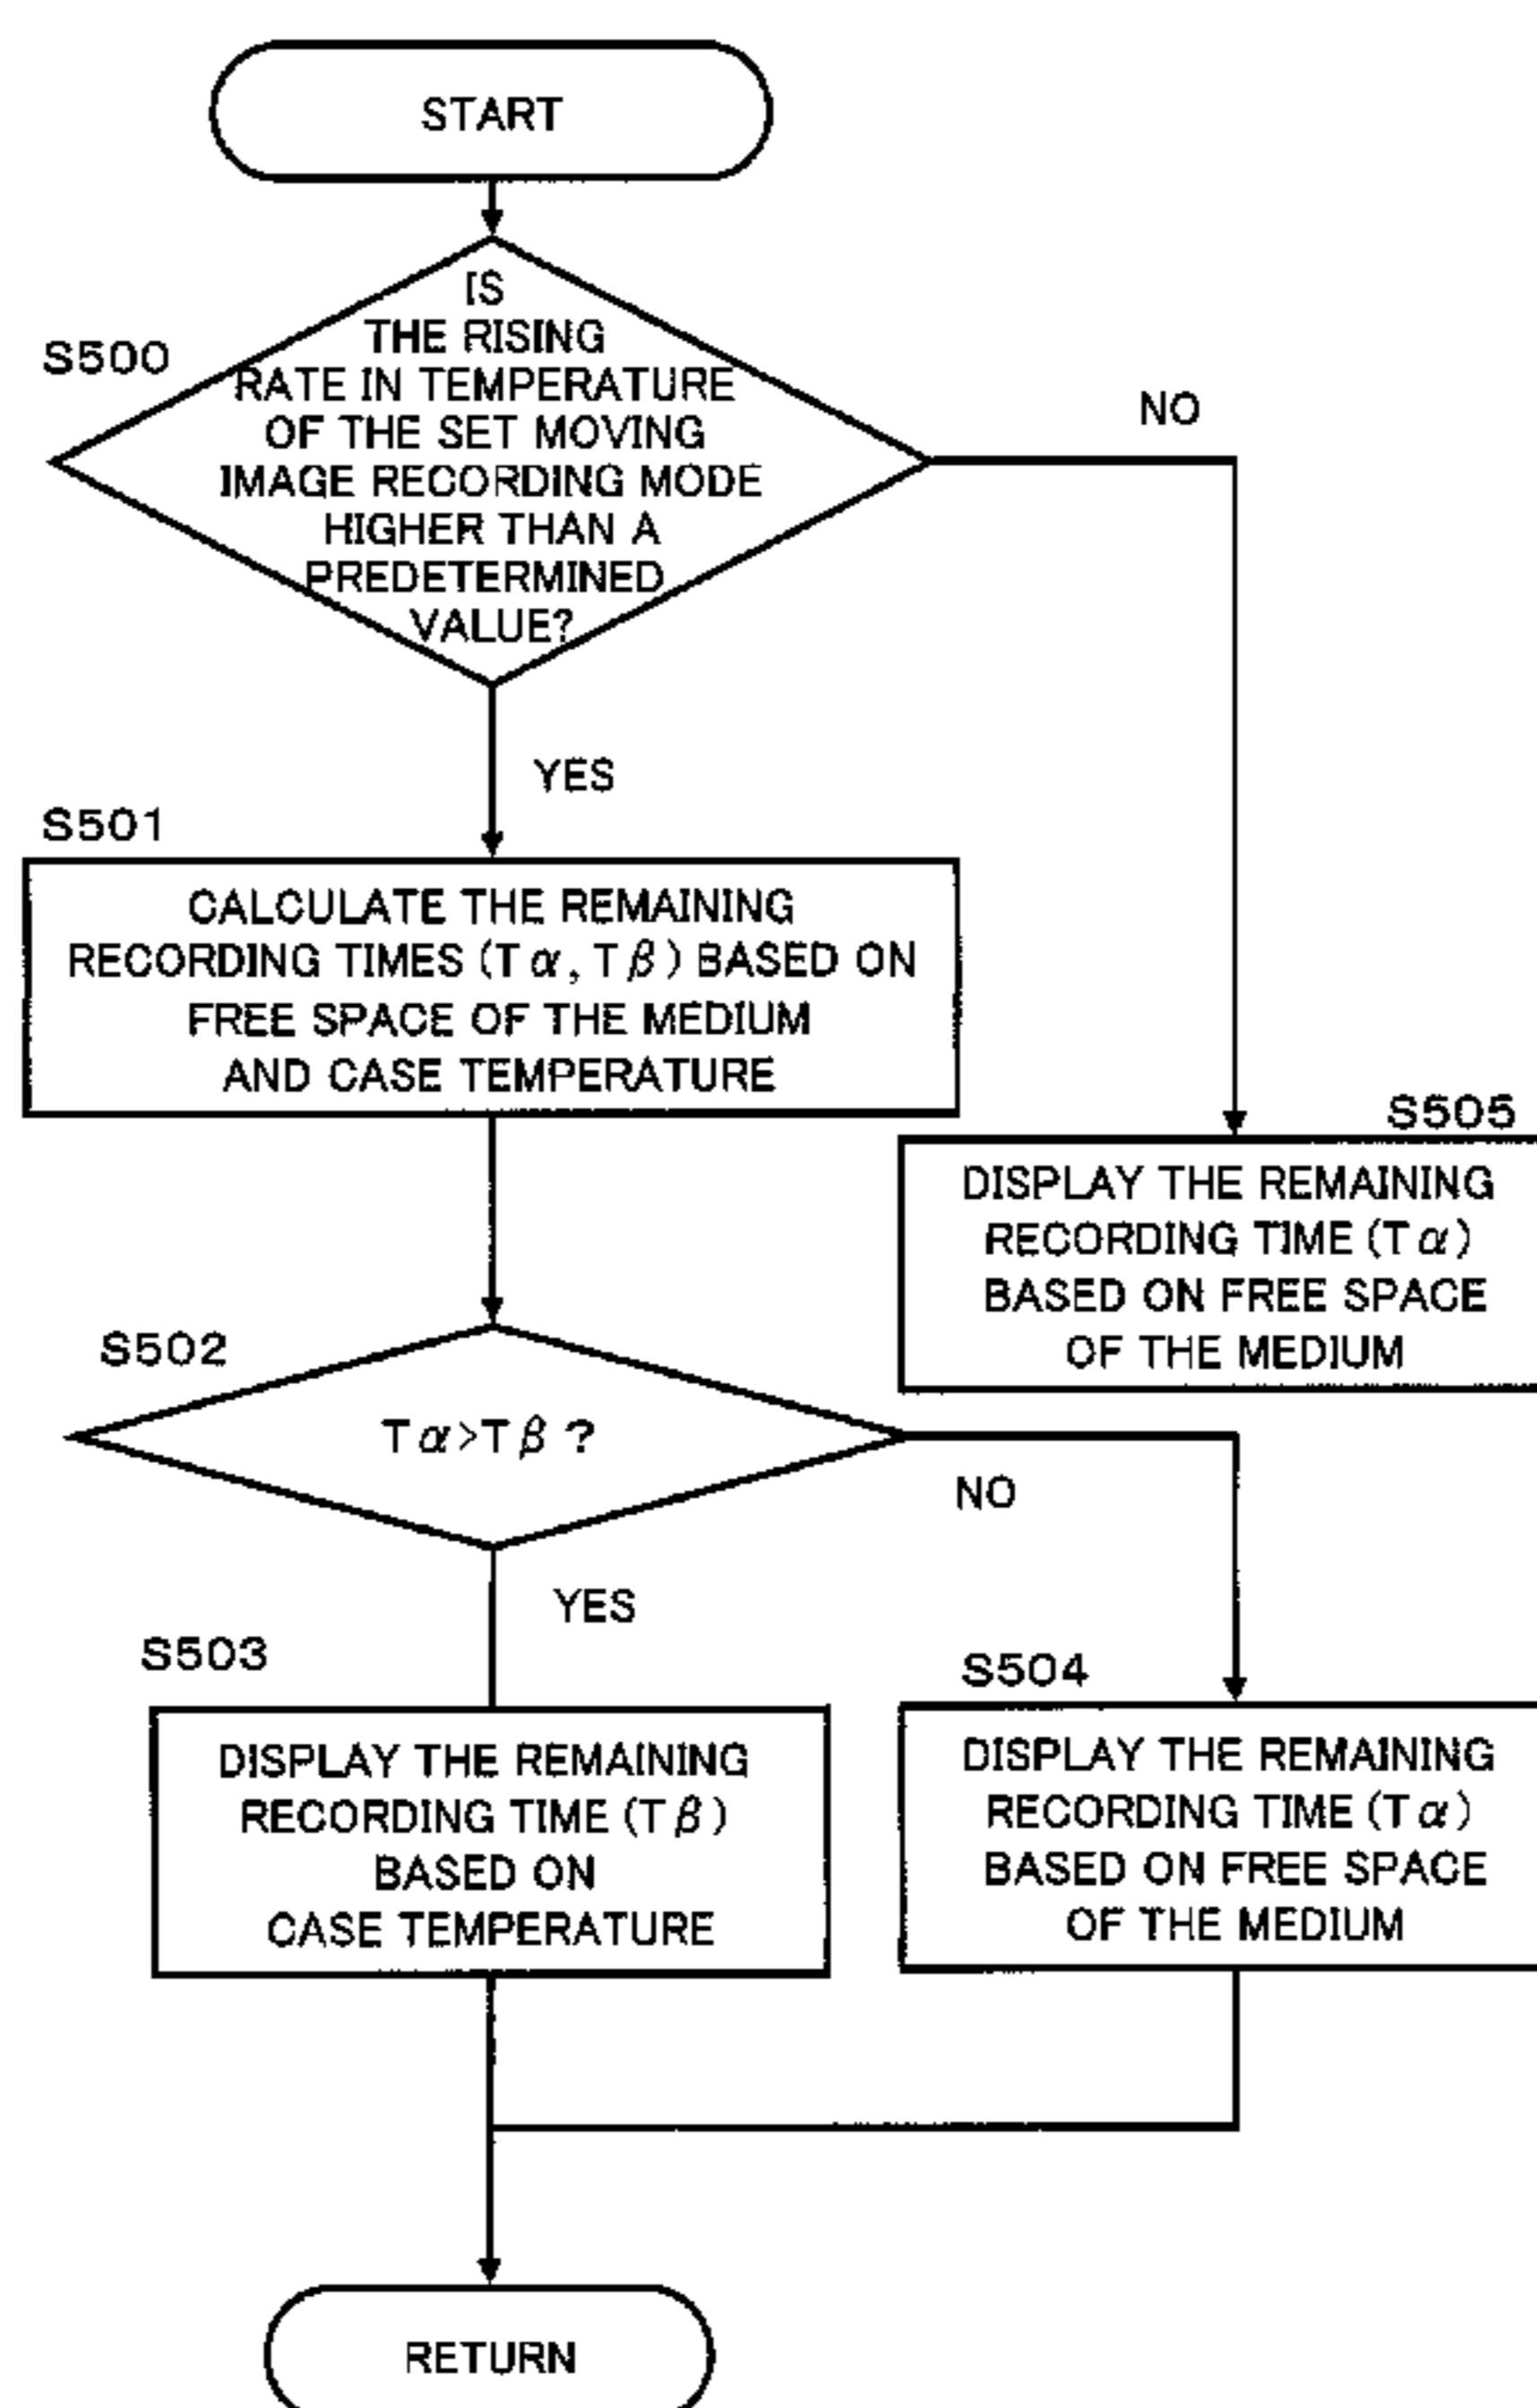 START
S500
IS
THE RISING
RATE IN TEMPERATURE
OF THE SET MOVING
IMAGE RECORDING MODE
HIGHER THAN A
PREDETERMINED
VALUE?
NO
YES
S501
CALCULATE THE REMAINING
RECORDING TIMES (Tα, Tβ) BASED ON
FREE SPACE OF THE MEDIUM
AND CASE TEMPERATURE
S505
DISPLAY THE REMAINING
RECORDING TIME (Tα)
BASED ON FREE SPACE
OF THE MEDIUM
S502
Tα>Tβ ?
NO
YES
S503
DISPLAY THE REMAINING
RECORDING TIME (Tβ)
BASED ON
CASE TEMPERATURE
S504
DISPLAY THE REMAINING
RECORDING TIME (Tα)
BASED ON FREE SPACE
OF THE MEDIUM
RETURN